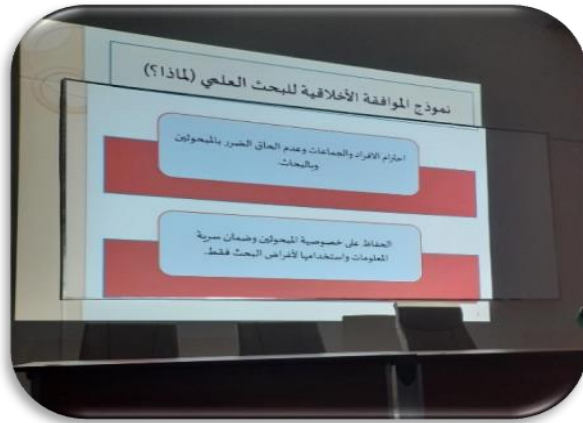 نموذج الموافقة الأخلاقية للبحث العلمي (لماذا؟)
احترام الافراد والجماعات وعدم الحاق الضرر بالمبحوثين
وبالبحاث.
الحفاظ على خصوصية المبحوثين وضمان سرية
المعلومات واستخدامها لأغراض البحث فقط.